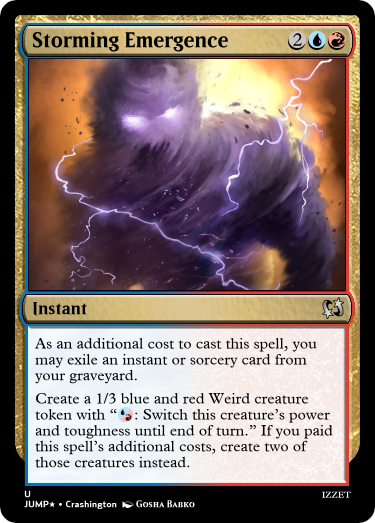 Storming Emergence 2
Instant
As an additional cost to cast this spell, you
may exile an instant or sorcery card from
your graveyard.
Create a 1/3 blue and red Weird creature
token with “: Switch this creature’s power
and toughness until end of turn.” If you paid
this spell’s additional costs, create two of
those creatures instead.
U IZZET
JUMP★ • Crashington Gosha Babko